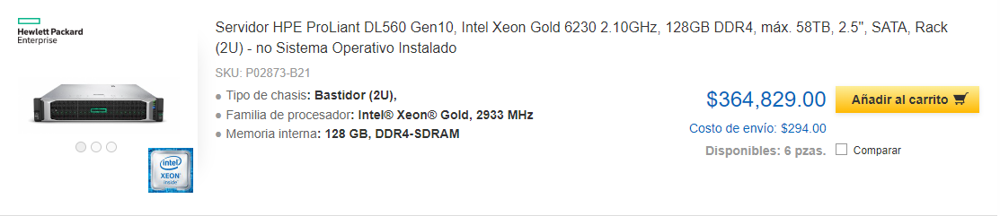 Hewlett Packard
Enterprise
Servidor HPE ProLiant DL560 Gen10, Intel Xeon Gold 6230 2.10GHz, 128GB DDR4, máx. 58TB, 2.5", SATA, Rack
(2U) - no Sistema Operativo Instalado
SKU: P02873-B21
Tipo de chasis: Bastidor (2U),
Familia de procesador: Intel® Xeon® Gold, 2933 MHz
Memoria interna: 128 GB, DDR4-SDRAM
$364,829.00
Añadir al carrito
Costo de envío: $294.00
Disponibles: 6 pzas.
Comparar
intel
XEON®
inside™